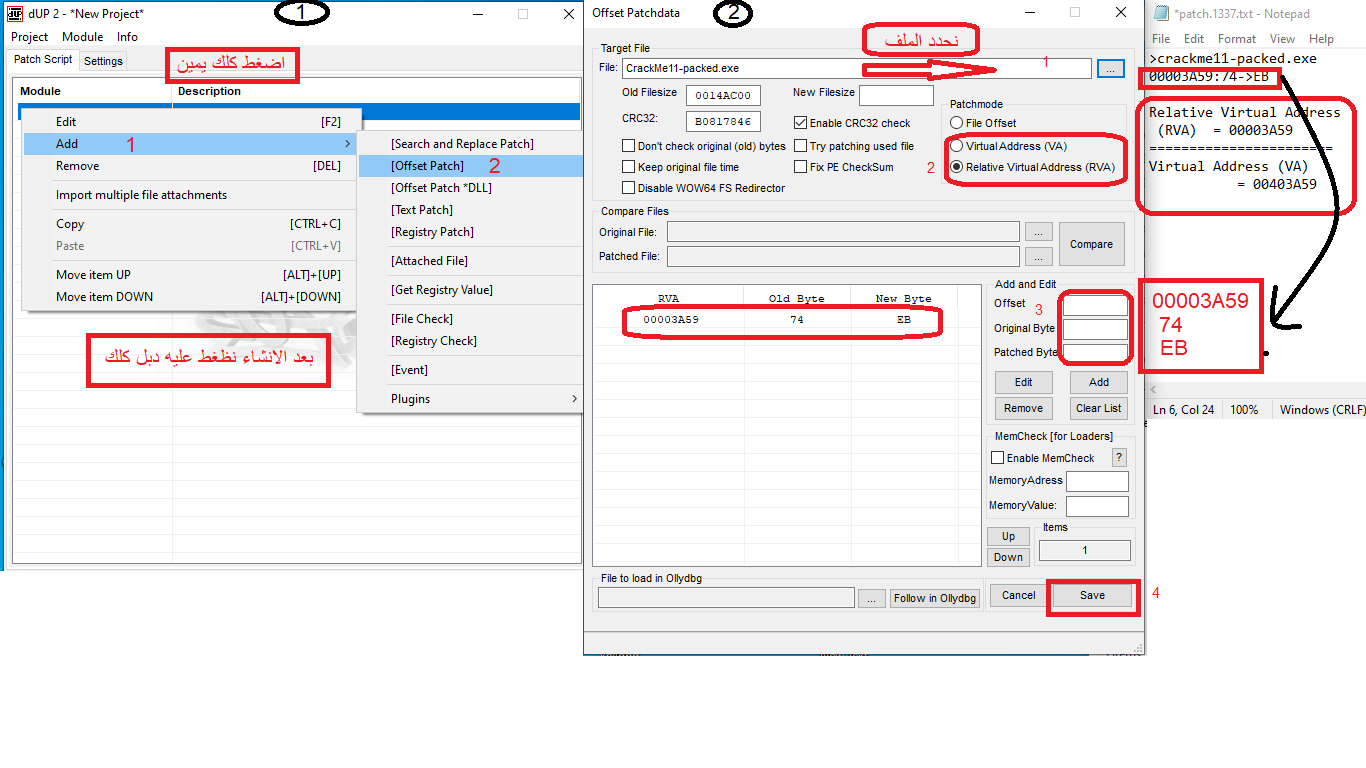 dUP 2 - *New Project*
1
Project Module Info
Patch Script Settings
اضغط كلك يمين
Module Description
Edit [F2]
Add 1
Remove [DEL]
Import multiple file attachments
Copy [CTRL+C]
Paste [CTRL+V]
Move item UP [ALT]+[UP]
Move item DOWN [ALT]+[DOWN]
[Search and Replace Patch]
[Offset Patch] 2
[Offset Patch *DLL]
[Text Patch]
[Registry Patch]
[Attached File]
[Get Registry Value]
[File Check]
[Registry Check]
[Event]
Plugins
بعد الانشاء نظغط عليه دبل كلك
Offset Patchdata
2
نحدد الملف
Target File
File: CrackMe11-packed.exe 1 ...
Old Filesize 0014AC00 New Filesize
CRC32: B0817846 Enable CRC32 check
Don't check original (old) bytes Try patching used file
Keep original file time Fix PE CheckSum
Disable WOW64 FS Redirector
Patchmode
File Offset
Virtual Address (VA)
2 Relative Virtual Address (RVA)
Compare Files
Original File: ...
Patched File: ...
Compare
RVA Old Byte New Byte
00003A59 74 EB
Add and Edit
Offset
3
Original Byte
Patched Byte
Edit Add
Remove Clear List
MemCheck [for Loaders]
Enable MemCheck ?
MemoryAdress
MemoryValue:
Up
Down
Items
1
File to load in Ollydbg
... Follow in Ollydbg
Cancel Save 4
*patch.1337.txt - Notepad
File Edit Format View Help
>crackme11-packed.exe
00003A59:74->EB
Relative Virtual Address
(RVA) = 00003A59
=======================
Virtual Address (VA)
= 00403A59
00003A59
74
EB
Ln 6, Col 24 100% Windows (CRLF)